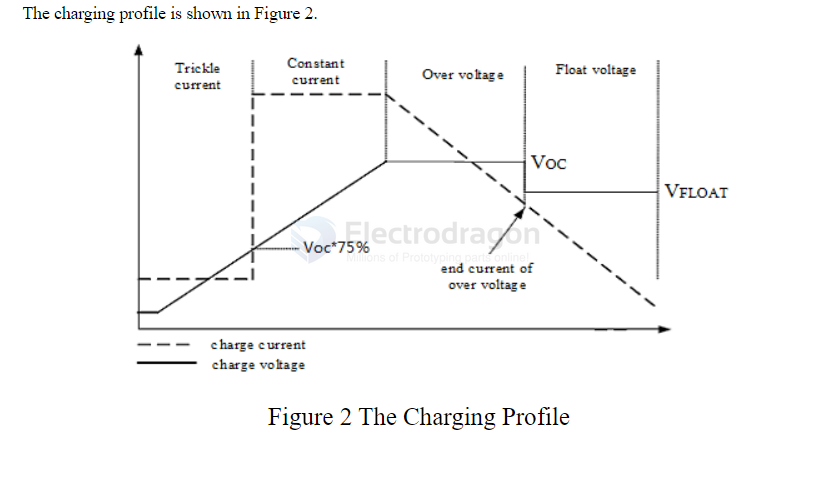 The charging profile is shown in Figure 2.
Trickle
current
Constant
current
Over voltage
Float voltage
VOC
VFLOAT
Electrodragon
Millions of Prototyping parts online!
Voc*75%
end current of
over voltage
charge current
charge voltage
Figure 2 The Charging Profile